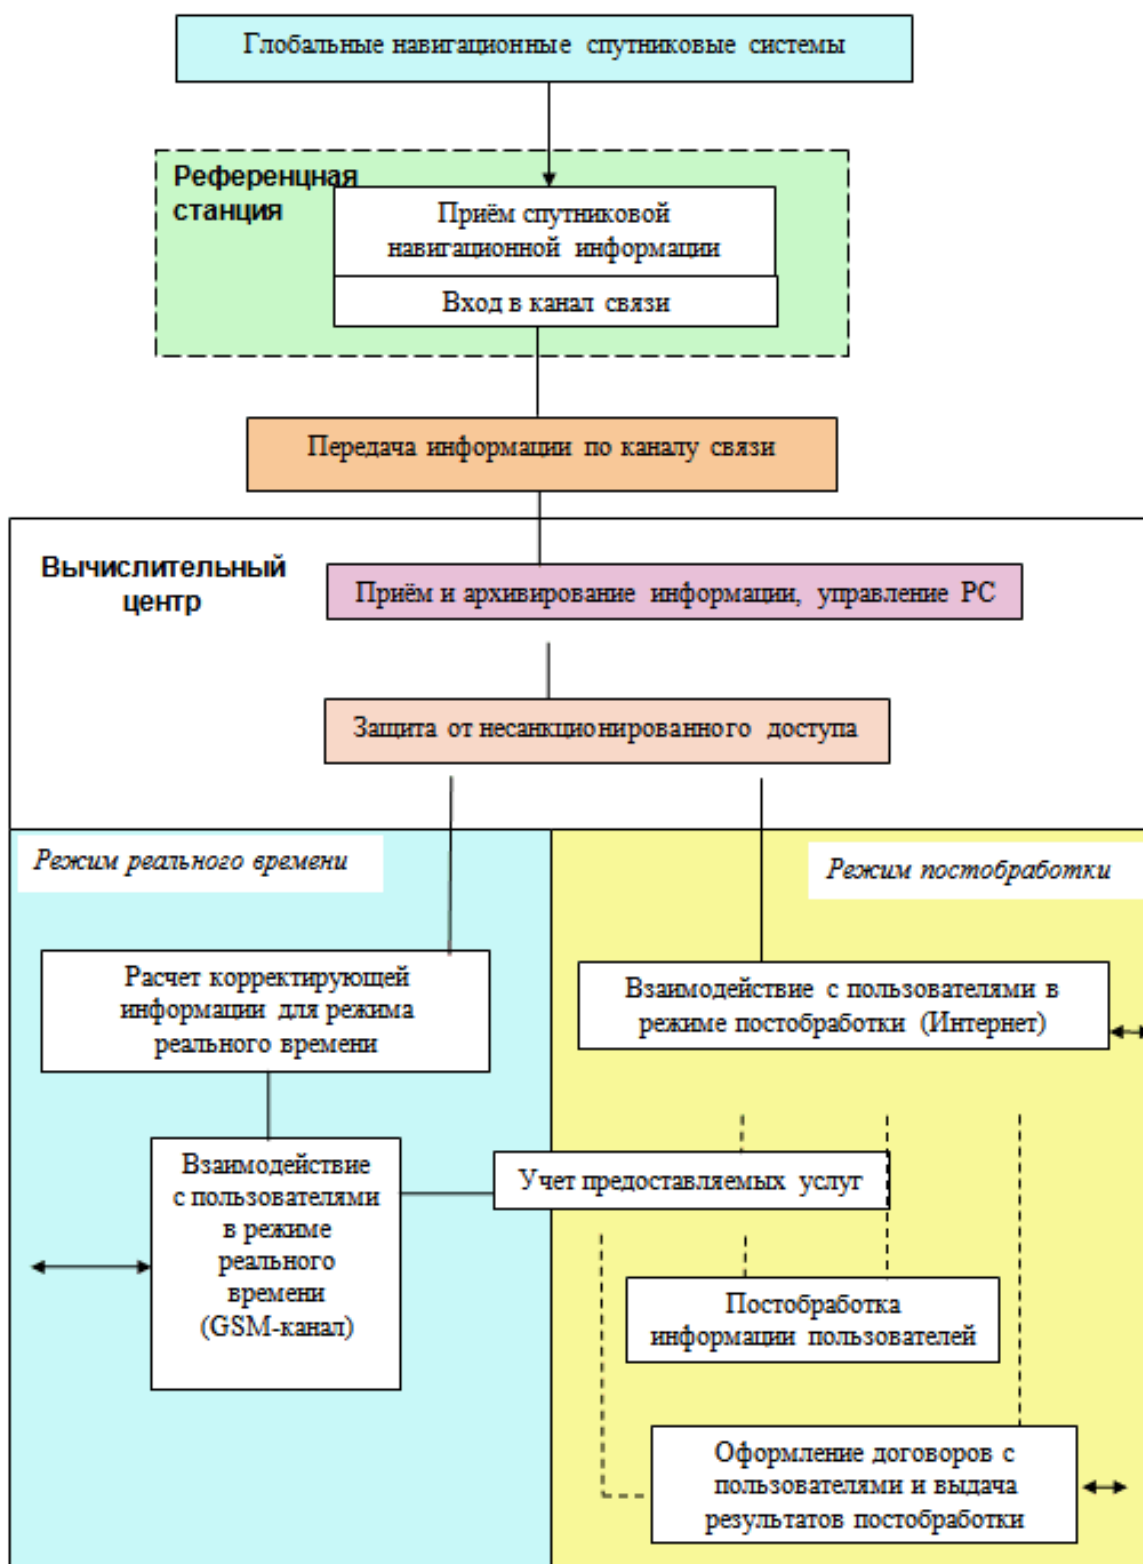 Глобальные навигационные спутниковые системы
Референцная
станция
Приём спутниковой
навигационной информации
Вход в канал связи
Передача информации по каналу связи
Вычислительный
центр
Приём и архивирование информации, управление РС
Защита от несанкционированного доступа
Режим реального времени
Режим постобработки
Расчет корректирующей
информации для режима
реального времени
Взаимодействие с пользователями в
режиме постобработки (Интернет)
Взаимодействие
с пользователями
в режиме
реального
времени
(GSM-канал)
Учет предоставляемых услуг
Постобработка
информации пользователей
Оформление договоров с
пользователями и выдача
результатов постобработки